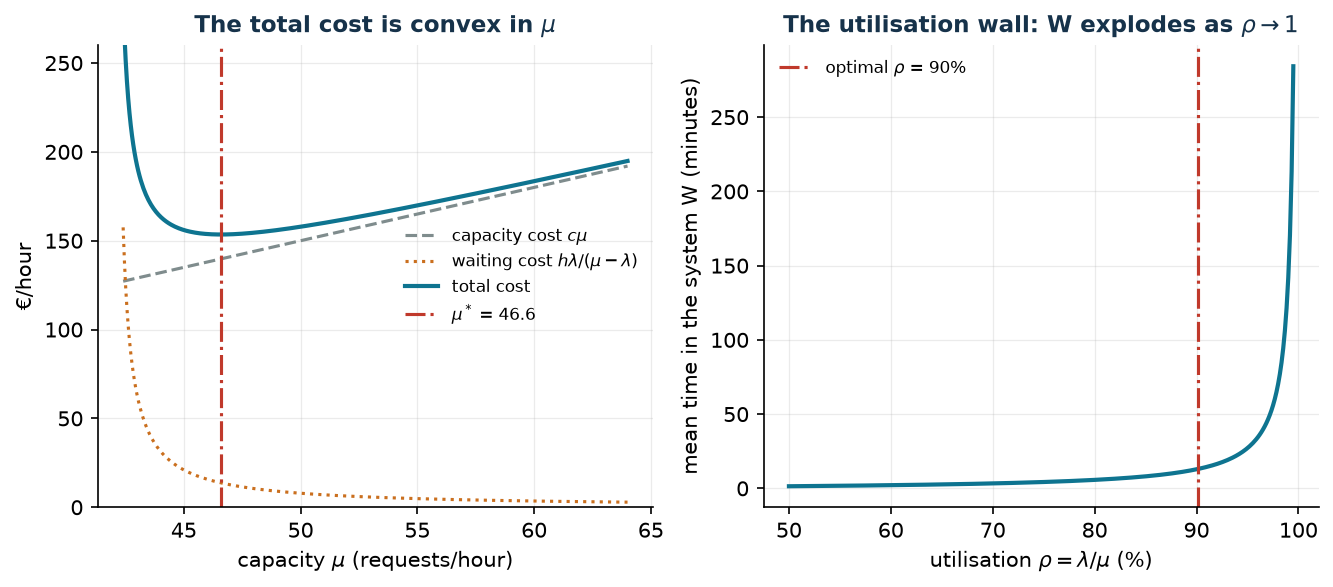 The total cost is convex in μ
250
200
150
100
50
0
€/hour
capacity cost cμ
waiting cost hλ/(μ − λ)
total cost
μ* = 46.6
45
50
55
60
65
capacity μ (requests/hour)
The utilisation wall: W explodes as ρ → 1
optimal ρ = 90%
250
200
150
100
50
0
mean time in the system W (minutes)
50
60
70
80
90
100
utilisation ρ = λ/μ (%)